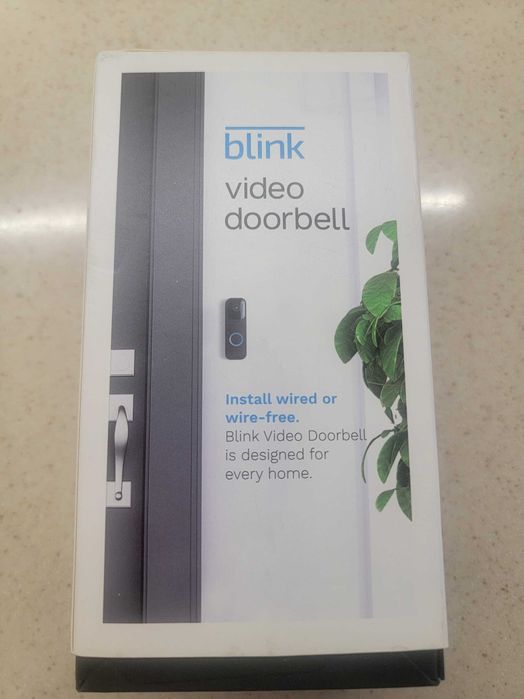 blink
video
doorbell
Install wired or
wire-free.
Blink Video Doorbell
is designed for
every home.